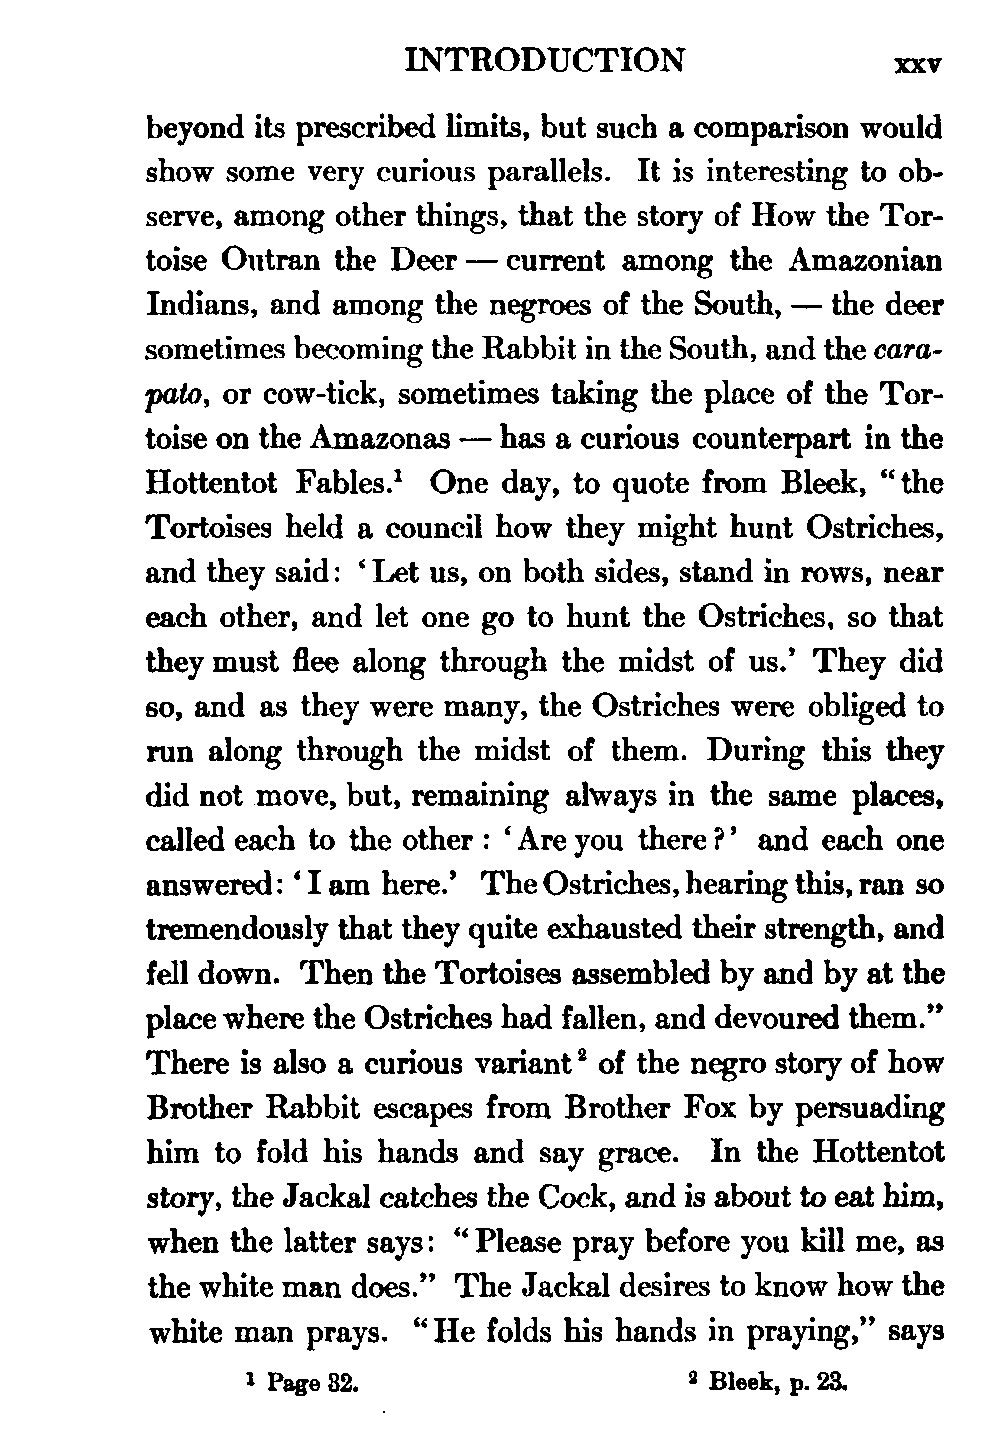 INTRODUCTION xxv
beyond its prescribed limits, but such a comparison would
show some very curious parallels. It is interesting to ob-
serve, among other things, that the story of How the Tor-
toise Outran the Deer — current among the Amazonian
Indians, and among the negroes of the South, — the deer
sometimes becoming the Rabbit in the South, and the cara-
pato, or cow-tick, sometimes taking the place of the Tor-
toise on the Amazonas — has a curious counterpart in the
Hottentot Fables.¹ One day, to quote from Bleek, “the
Tortoises held a council how they might hunt Ostriches,
and they said: ‘Let us, on both sides, stand in rows, near
each other, and let one go to hunt the Ostriches, so that
they must flee along through the midst of us.’ They did
so, and as they were many, the Ostriches were obliged to
run along through the midst of them. During this they
did not move, but, remaining always in the same places,
called each to the other : ‘Are you there?’ and each one
answered: ‘I am here.’ The Ostriches, hearing this, ran so
tremendously that they quite exhausted their strength, and
fell down. Then the Tortoises assembled by and by at the
place where the Ostriches had fallen, and devoured them.”
There is also a curious variant² of the negro story of how
Brother Rabbit escapes from Brother Fox by persuading
him to fold his hands and say grace. In the Hottentot
story, the Jackal catches the Cock, and is about to eat him,
when the latter says: “Please pray before you kill me, as
the white man does.” The Jackal desires to know how the
white man prays. “He folds his hands in praying,” says
¹ Page 32. ² Bleek, p. 23.